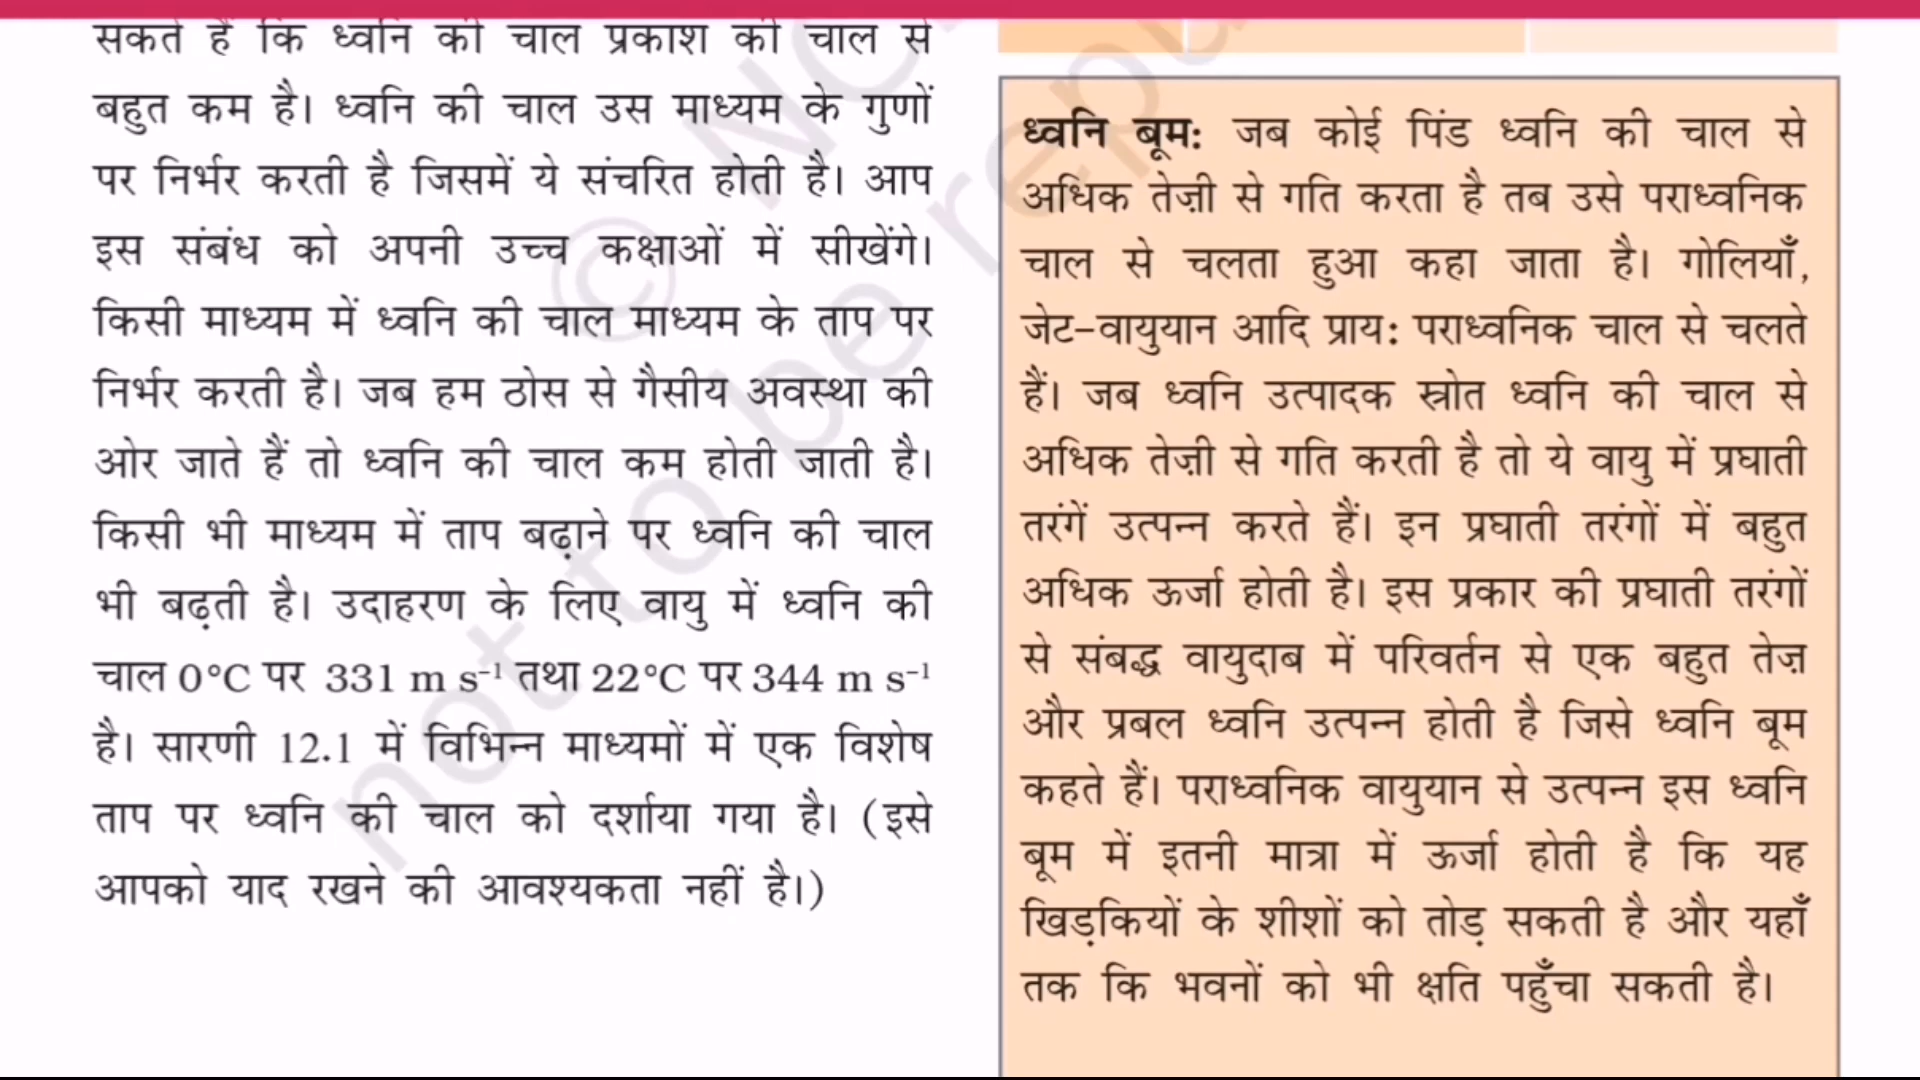 सकते हैं कि ध्वनि की चाल प्रकाश की चाल से
बहुत कम है। ध्वनि की चाल उस माध्यम के गुणों
पर निर्भर करती है जिसमें ये संचरित होती है। आप
इस संबंध को अपनी उच्च कक्षाओं में सीखेंगे।
किसी माध्यम में ध्वनि की चाल माध्यम के ताप पर
निर्भर करती है। जब हम ठोस से गैसीय अवस्था की
ओर जाते हैं तो ध्वनि की चाल कम होती जाती है।
किसी भी माध्यम में ताप बढ़ाने पर ध्वनि की चाल
भी बढ़ती है। उदाहरण के लिए वायु में ध्वनि की
चाल 0°C पर 331 m s⁻¹ तथा 22°C पर 344 m s⁻¹
है। सारणी 12.1 में विभिन्न माध्यमों में एक विशेष
ताप पर ध्वनि की चाल को दर्शाया गया है। (इसे
आपको याद रखने की आवश्यकता नहीं है।)
ध्वनि बूम: जब कोई पिंड ध्वनि की चाल से
अधिक तेज़ी से गति करता है तब उसे पराध्वनिक
चाल से चलता हुआ कहा जाता है। गोलियाँ,
जेट-वायुयान आदि प्राय: पराध्वनिक चाल से चलते
हैं। जब ध्वनि उत्पादक स्रोत ध्वनि की चाल से
अधिक तेज़ी से गति करती है तो ये वायु में प्रघाती
तरंगें उत्पन्न करते हैं। इन प्रघाती तरंगों में बहुत
अधिक ऊर्जा होती है। इस प्रकार की प्रघाती तरंगों
से संबद्ध वायुदाब में परिवर्तन से एक बहुत तेज़
और प्रबल ध्वनि उत्पन्न होती है जिसे ध्वनि बूम
कहते हैं। पराध्वनिक वायुयान से उत्पन्न इस ध्वनि
बूम में इतनी मात्रा में ऊर्जा होती है कि यह
खिड़कियों के शीशों को तोड़ सकती है और यहाँ
तक कि भवनों को भी क्षति पहुँचा सकती है।
not to be
©